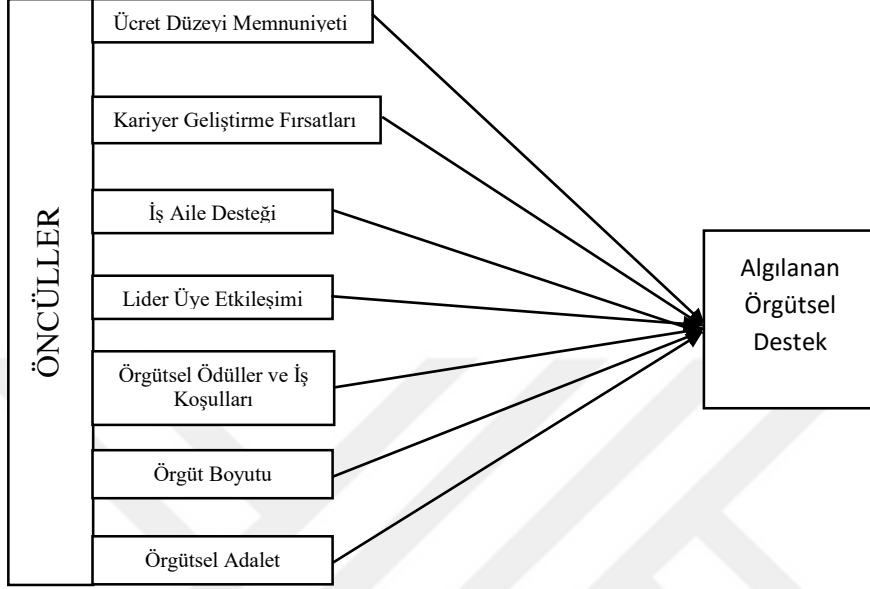 ÖNCÜLLER
Ücret Düzeyi Memnuniyeti
Kariyer Geliştirme Fırsatları
İş Aile Desteği
Lider Üye Etkileşimi
Örgütsel Ödüller ve İş
Koşulları
Örgüt Boyutu
Örgütsel Adalet
Algılanan
Örgütsel
Destek